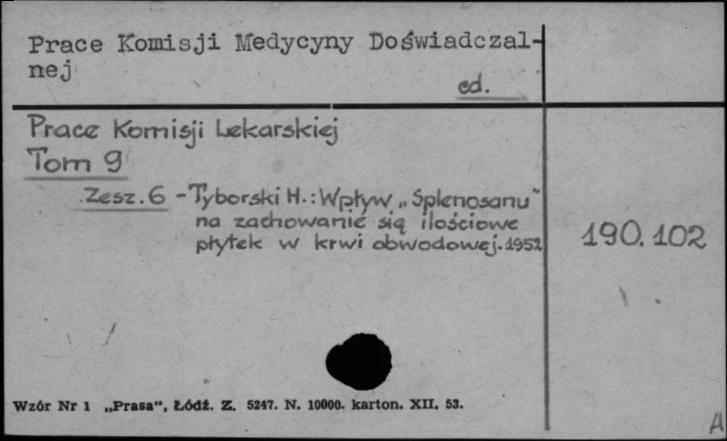 Prace Komisji Medycyny Doświadczal-
nej
cd.
Prace Komisji Lekarskiej
Tom 9
Zesz. 6 - Tyborski H.: Wpływ „Splenosanu"
na zachowanie się ilościowe
płytek w krwi obwodowej. 1952
190.102
Wzór Nr 1 „Prasa", Łódź. Z. 5247. N. 10000. karton. XII. 53.
A